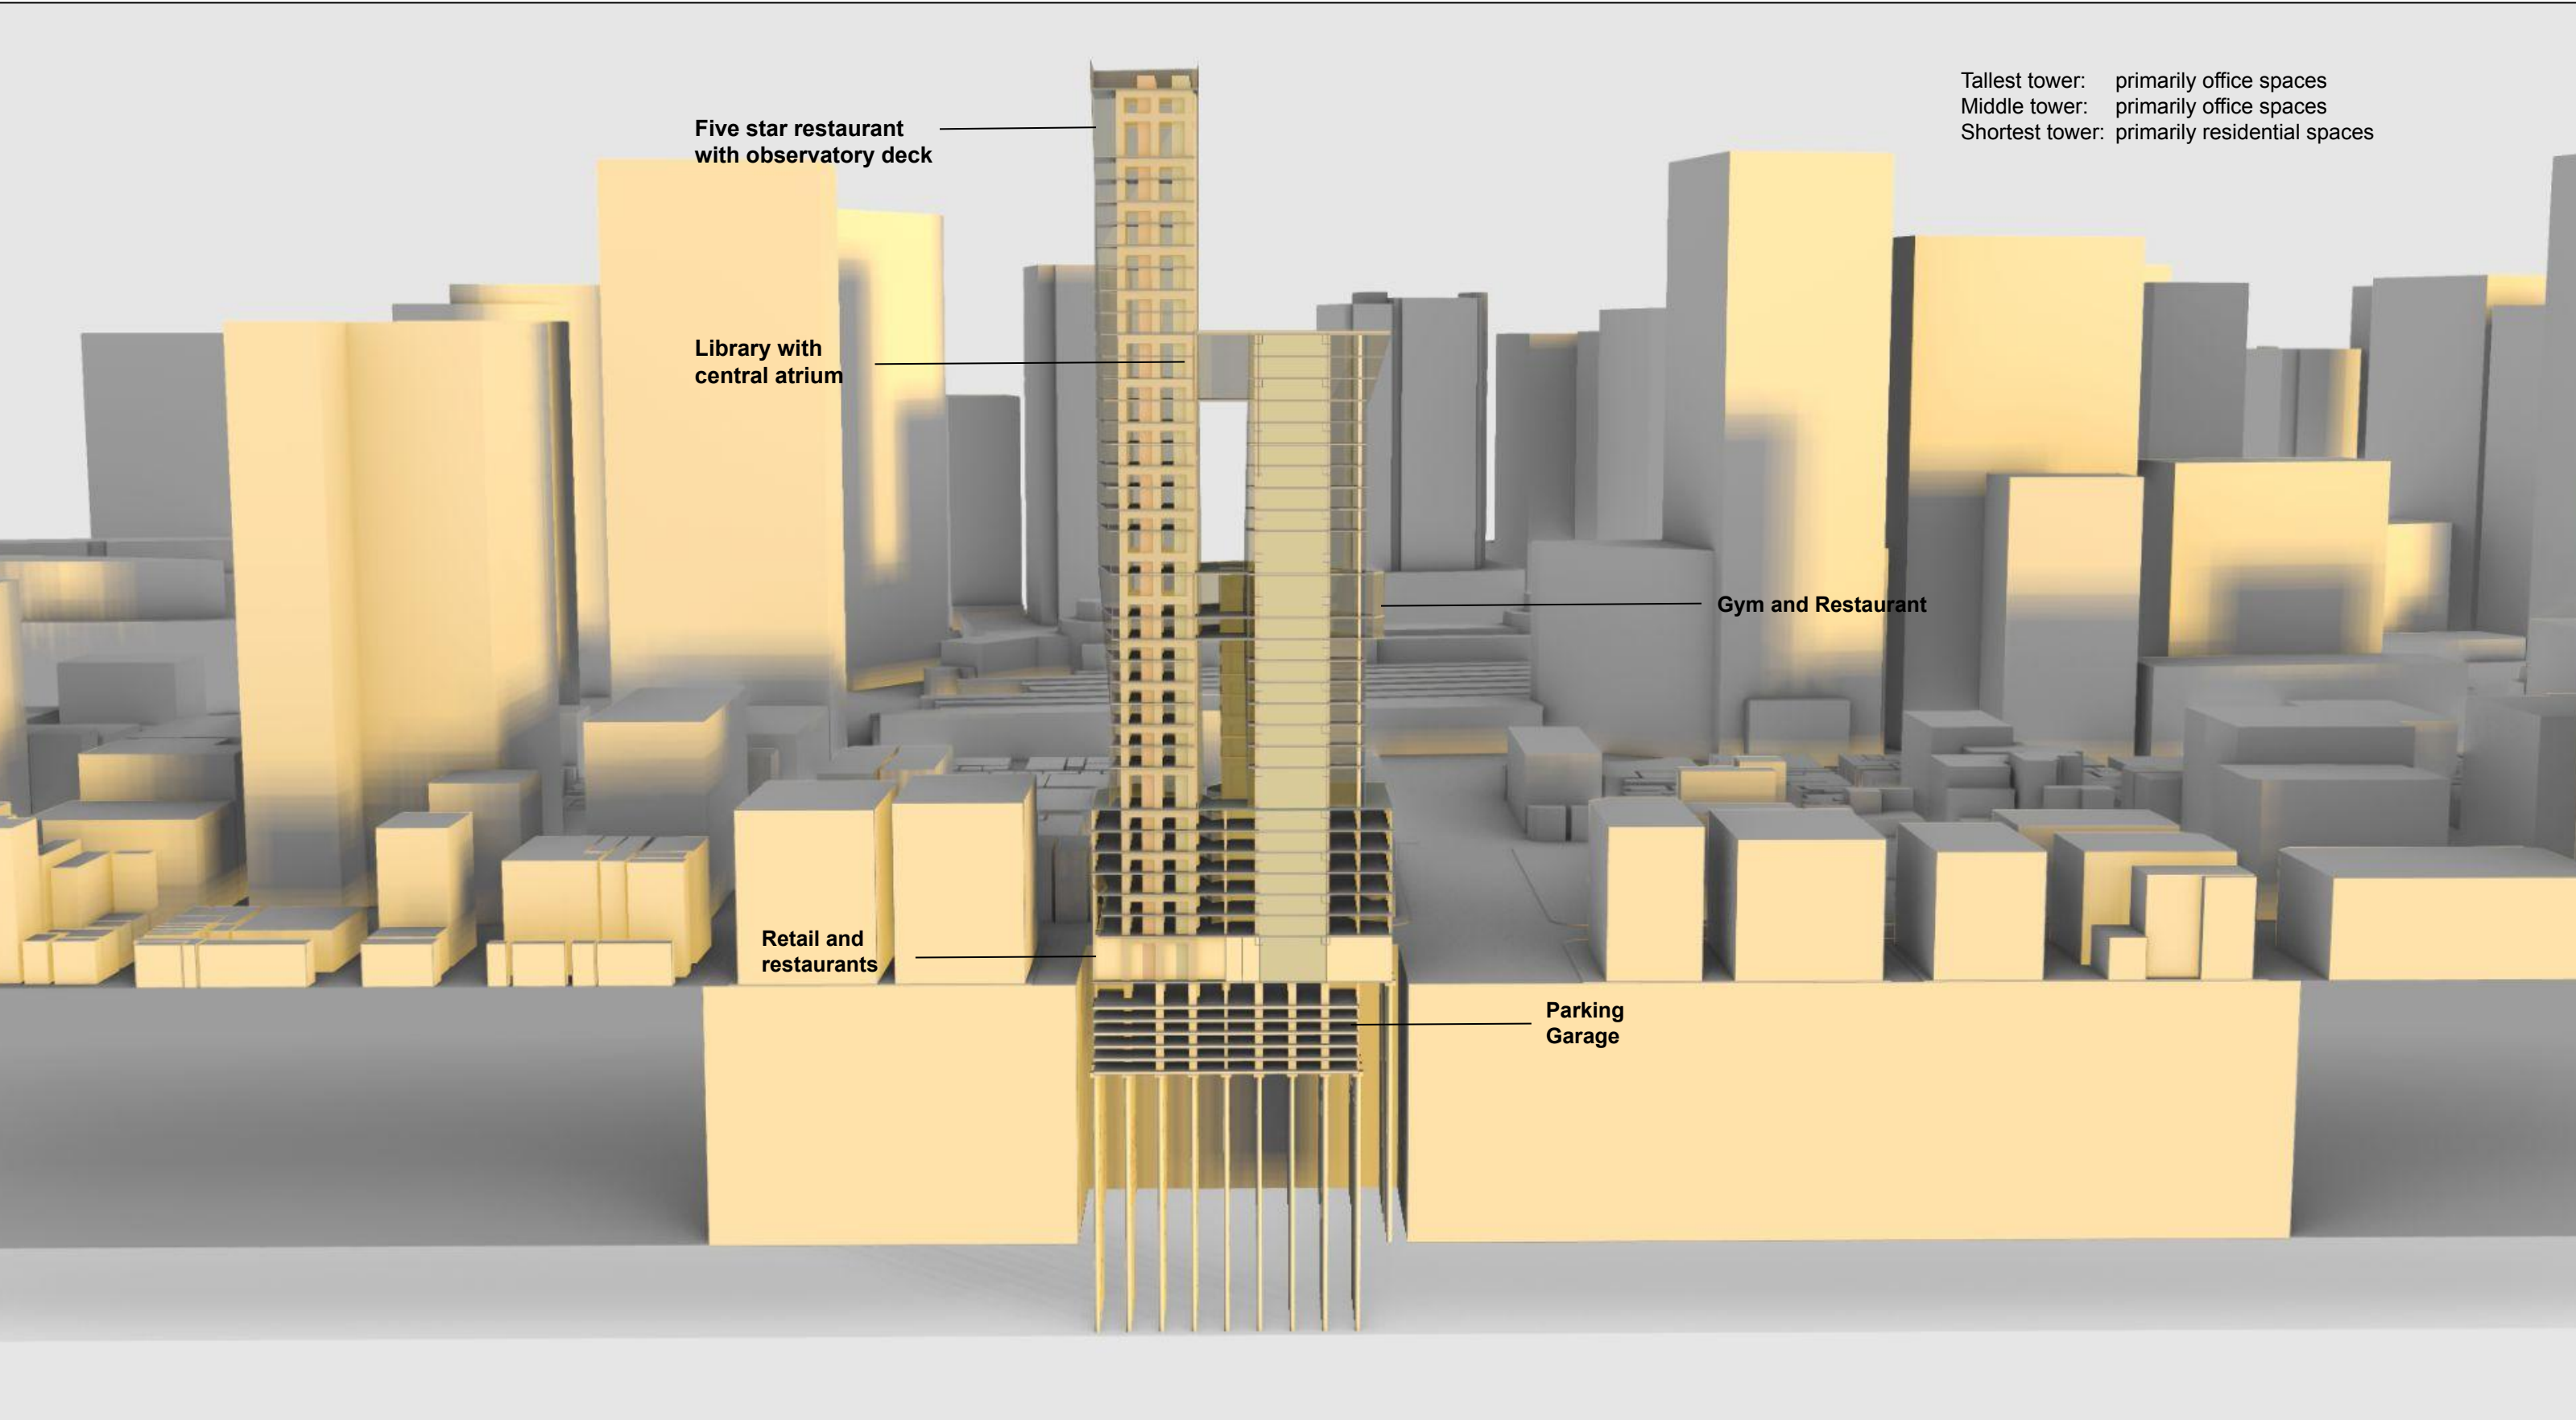 Five star restaurant
with observatory deck
Tallest tower: primarily office spaces
Middle tower: primarily office spaces
Shortest tower: primarily residential spaces
Library with
central atrium
Gym and Restaurant
Retail and
restaurants
Parking
Garage